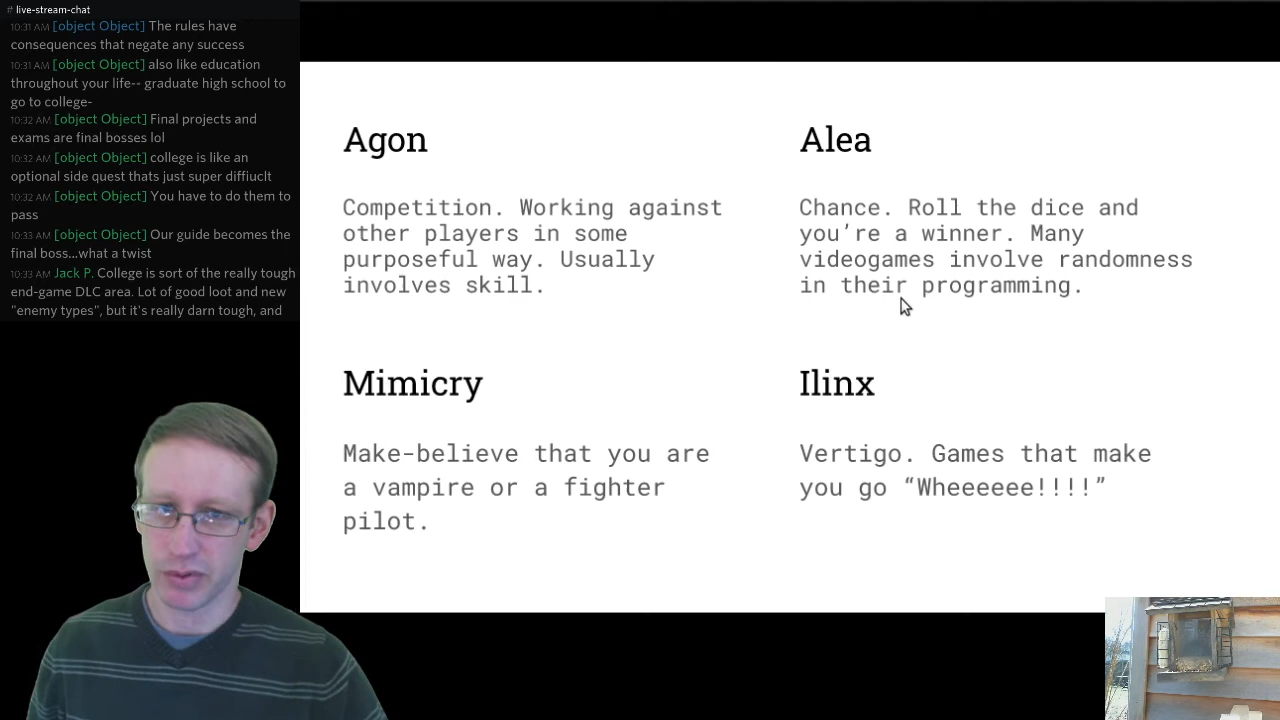 # live-stream-chat
10:31 AM [object Object] The rules have
consequences that negate any success
10:31 AM [object Object] also like education
throughout your life-- graduate high school to
go to college-
10:32 AM [object Object] Final projects and
exams are final bosses lol
10:32 AM [object Object] college is like an
optional side quest thats just super diffiuclt
10:32 AM [object Object] You have to do them to
pass
10:33 AM [object Object] Our guide becomes the
final boss...what a twist
10:33 AM Jack P. College is sort of the really tough
end-game DLC area. Lot of good loot and new
"enemy types", but it's really darn tough, and
Agon
Competition. Working against
other players in some
purposeful way. Usually
involves skill.
Alea
Chance. Roll the dice and
you’re a winner. Many
videogames involve randomness
in their programming.
Mimicry
Make-believe that you are
a vampire or a fighter
pilot.
Ilinx
Vertigo. Games that make
you go “Wheeeeee!!!!”